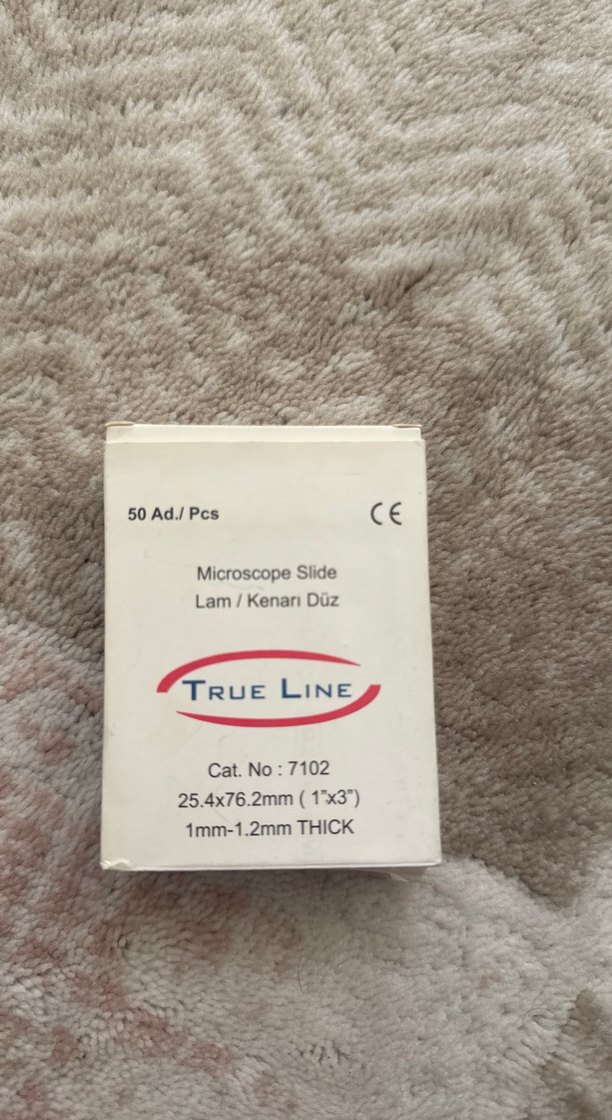 50 Ad./ Pcs
CE
Microscope Slide
Lam / Kenarı Düz
TRUE LINE
Cat. No : 7102
25.4x76.2mm ( 1”x3”)
1mm-1.2mm THICK